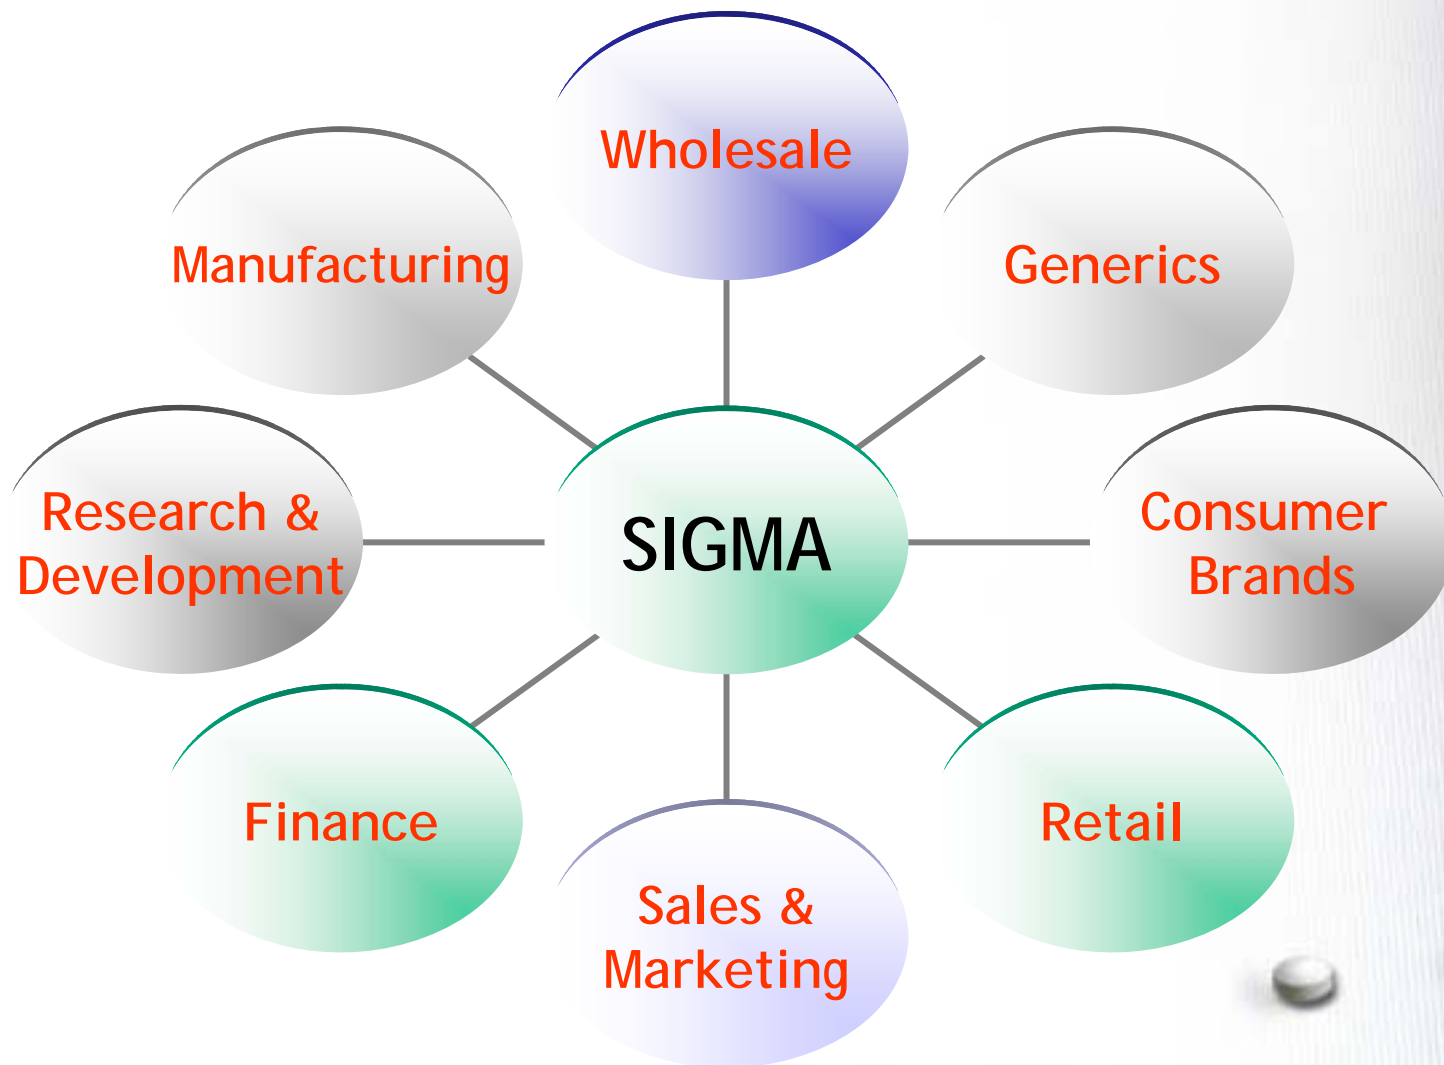 Wholesale
Manufacturing
Generics
Research &
Development
SIGMA
Consumer
Brands
Finance
Retail
Sales &
Marketing